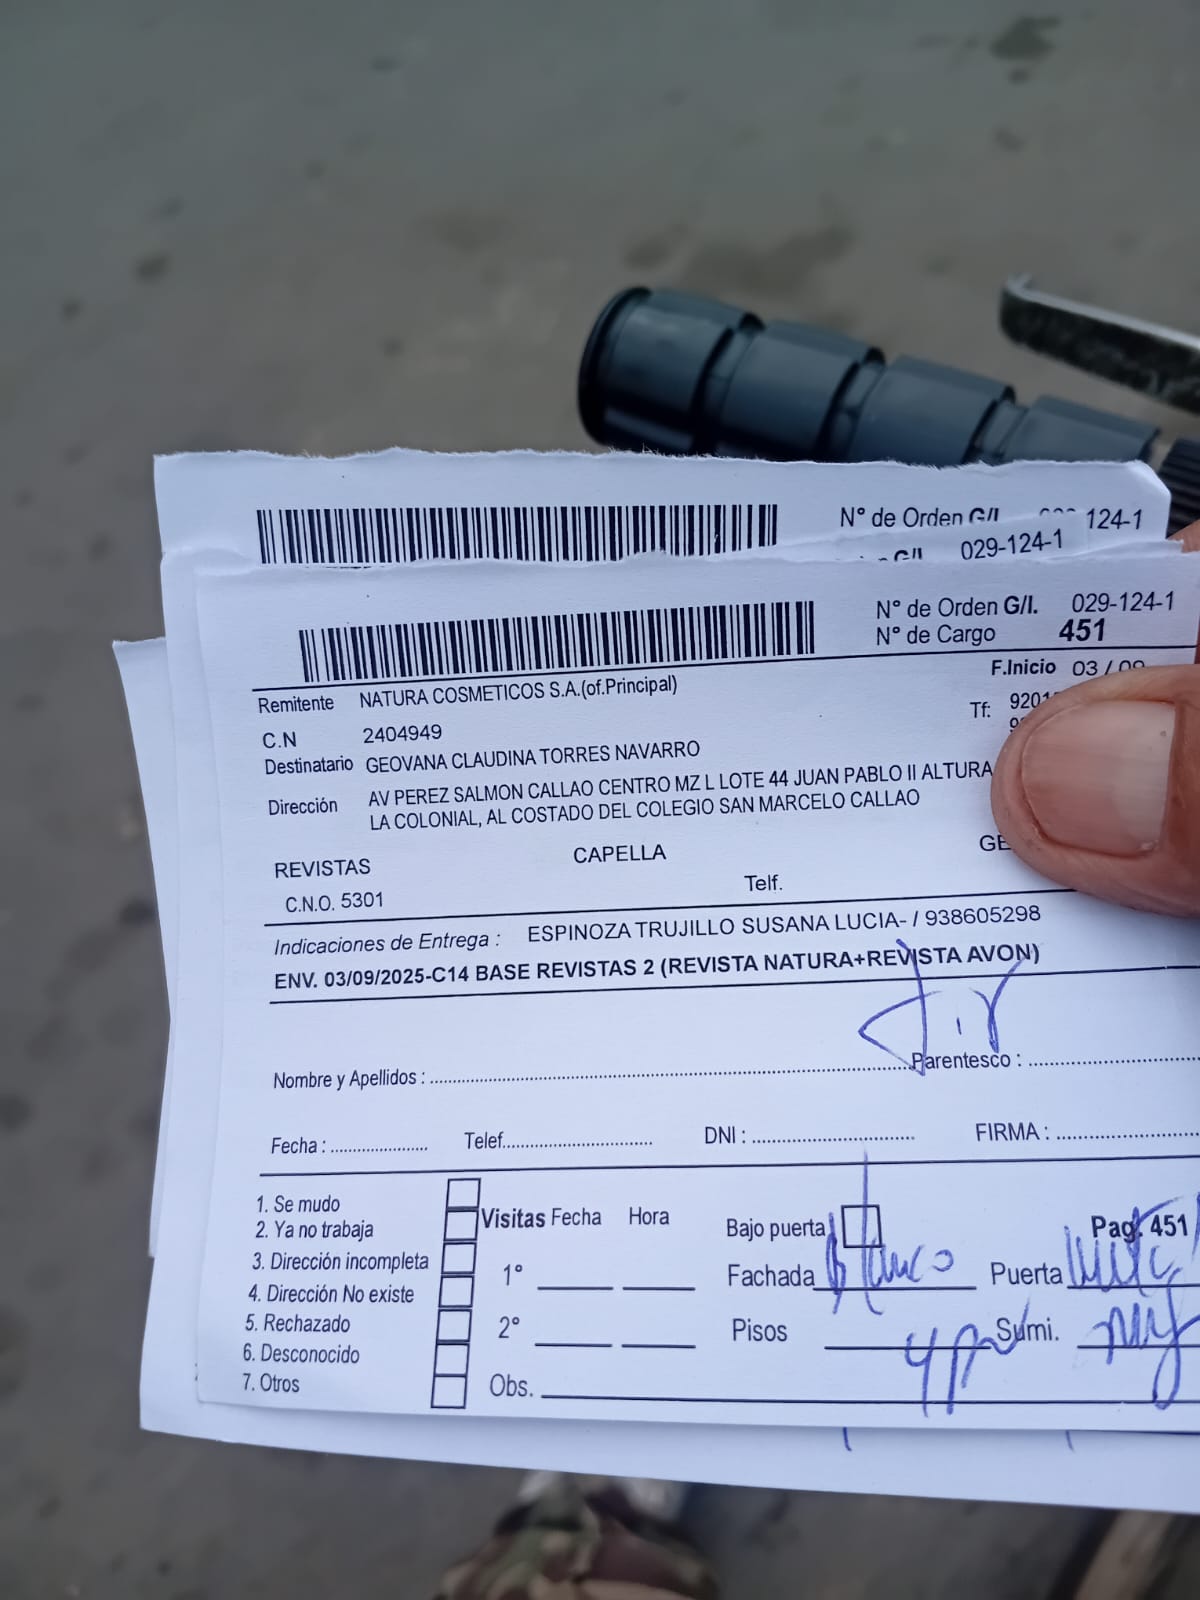 N° de Orden G/I. 124-1
G/I. 029-124-1
N° de Orden G/I. 029-124-1
N° de Cargo 451
F.Inicio 03 / 09
Remitente NATURA COSMETICOS S.A.(of.Principal)
Tf: 9201
C.N 2404949
Destinatario GEOVANA CLAUDINA TORRES NAVARRO
Dirección AV PEREZ SALMON CALLAO CENTRO MZ L LOTE 44 JUAN PABLO II ALTURA
LA COLONIAL, AL COSTADO DEL COLEGIO SAN MARCELO CALLAO
REVISTAS CAPELLA GE
C.N.O. 5301 Telf.
Indicaciones de Entrega : ESPINOZA TRUJILLO SUSANA LUCIA- / 938605298
ENV. 03/09/2025-C14 BASE REVISTAS 2 (REVISTA NATURA+REVISTA AVON)
Nombre y Apellidos : Parentesco :
Fecha : Telef. DNI : FIRMA :
1. Se mudo
2. Ya no trabaja
3. Dirección incompleta
4. Dirección No existe
5. Rechazado
6. Desconocido
7. Otros
Visitas Fecha Hora
1°
2°
Obs.
Bajo puerta Pag. 451
Fachada Blanco Puerta
Pisos 4p Sumi.